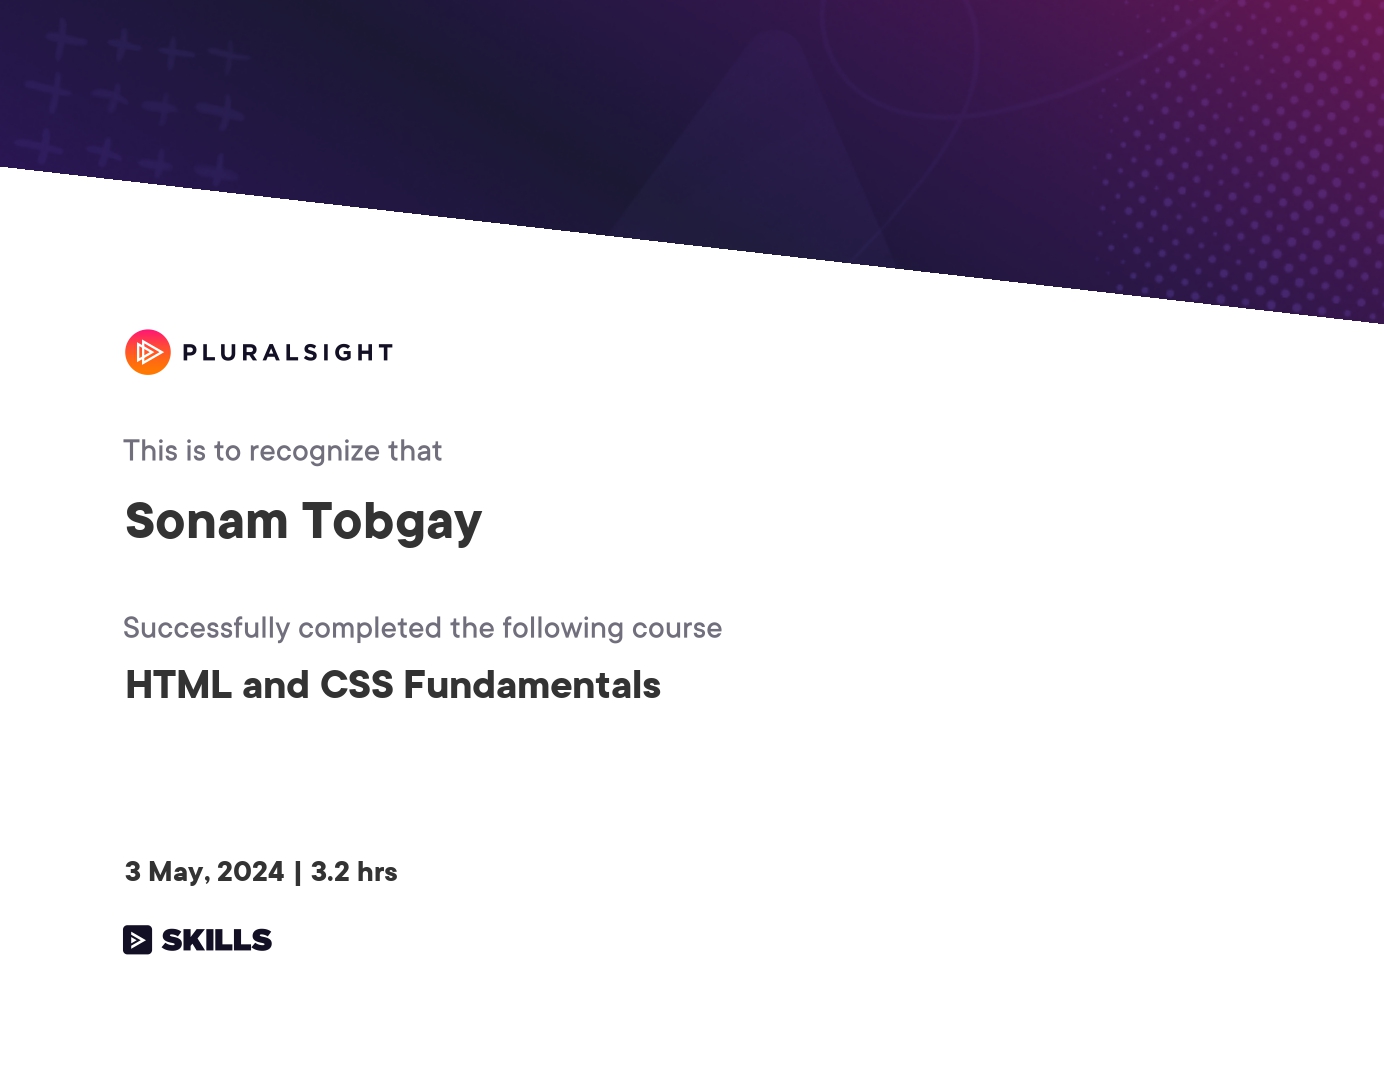 PLURALSIGHT
This is to recognize that
Sonam Tobgay
Successfully completed the following course
HTML and CSS Fundamentals
3 May, 2024 | 3.2 hrs
SKILLS